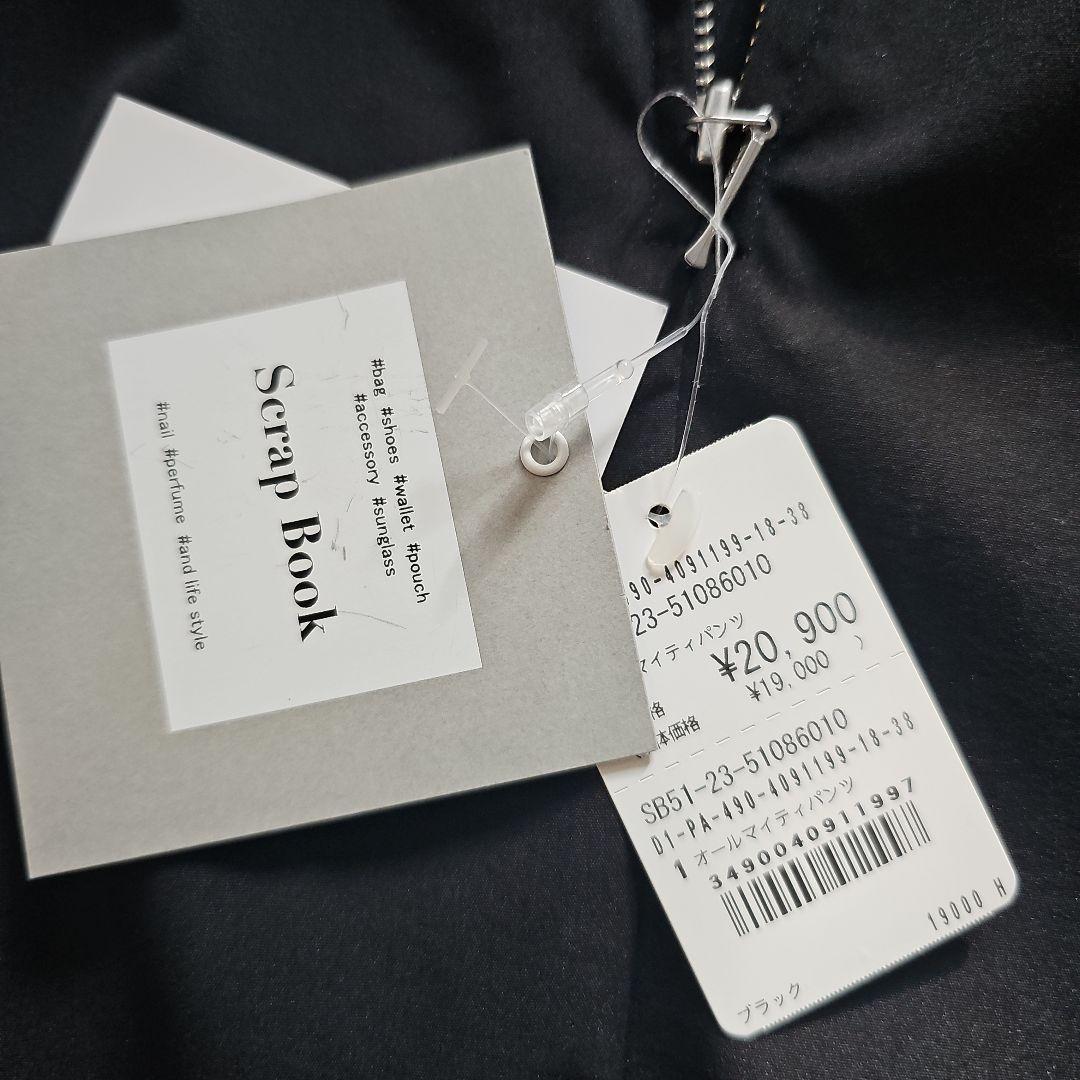 #bag #shoes #wallet #pouch
#accessory #sunglass
Scrap Book
#nail #perfume #and life style
90-4091199-18-38
23-51086010
マイティパンツ
¥20,900
格
¥19,000 )
本価格
SB51-23-51086010
D1-PA-490-4091199-18-38
1 オールマイティパンツ
3490040911997
19000 H
ブラック